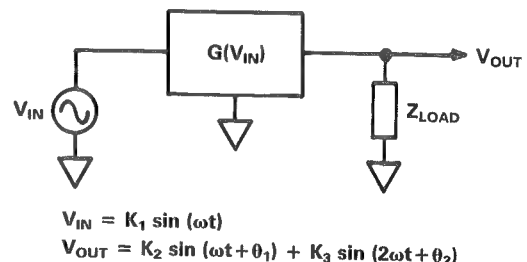 G(VIN)
VOUT
VIN
ZLOAD
VIN = K1 sin (ωt)
VOUT = K2 sin (ωt+θ1) + K3 sin (2ωt+θ2)